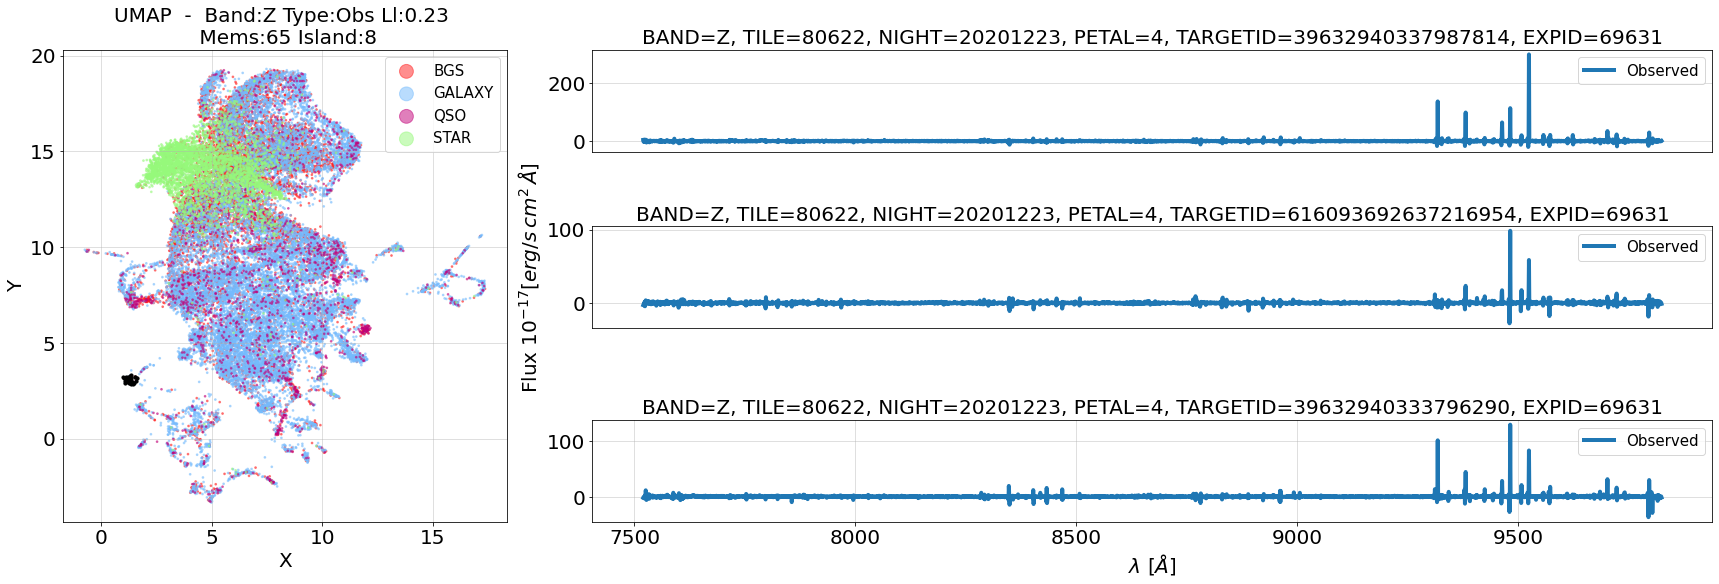 UMAP - Band:Z Type:Obs Ll:0.23
Mems:65 Island:8
BGS
GALAXY
QSO
STAR
20
15
10
5
0
Y
0
5
10
15
X
Flux 10⁻¹⁷[erg/s cm² Å]
BAND=Z, TILE=80622, NIGHT=20201223, PETAL=4, TARGETID=39632940337987814, EXPID=69631
Observed
200
0
BAND=Z, TILE=80622, NIGHT=20201223, PETAL=4, TARGETID=616093692637216954, EXPID=69631
Observed
100
0
BAND=Z, TILE=80622, NIGHT=20201223, PETAL=4, TARGETID=39632940333796290, EXPID=69631
Observed
100
0
7500
8000
8500
9000
9500
λ [Å]